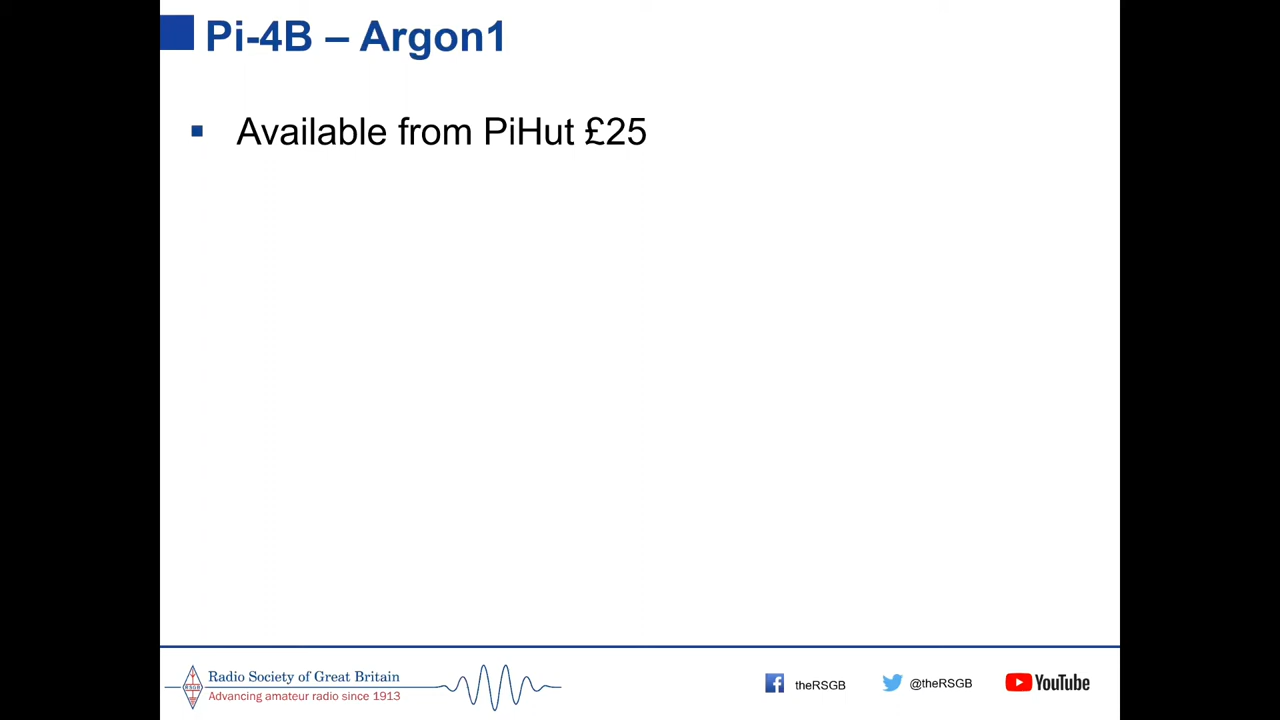 Pi-4B – Argon1
▪ Available from PiHut £25
Radio Society of Great Britain
RSGB
Advancing amateur radio since 1913
theRSGB
@theRSGB
YouTube